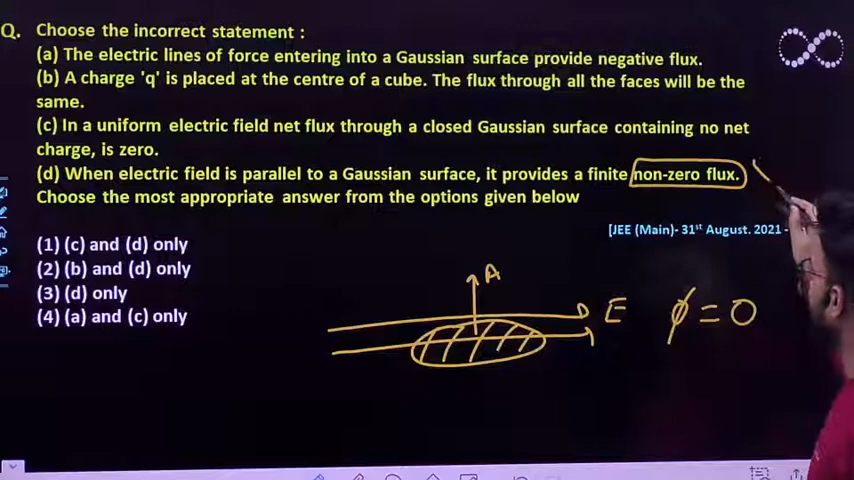 Q. Choose the incorrect statement :
(a) The electric lines of force entering into a Gaussian surface provide negative flux.
(b) A charge 'q' is placed at the centre of a cube. The flux through all the faces will be the
same.
(c) In a uniform electric field net flux through a closed Gaussian surface containing no net
charge, is zero.
(d) When electric field is parallel to a Gaussian surface, it provides a finite non-zero flux.
Choose the most appropriate answer from the options given below
[JEE (Main)- 31st August. 2021 -
(1) (c) and (d) only
(2) (b) and (d) only
(3) (d) only
(4) (a) and (c) only
A
E
ϕ = 0